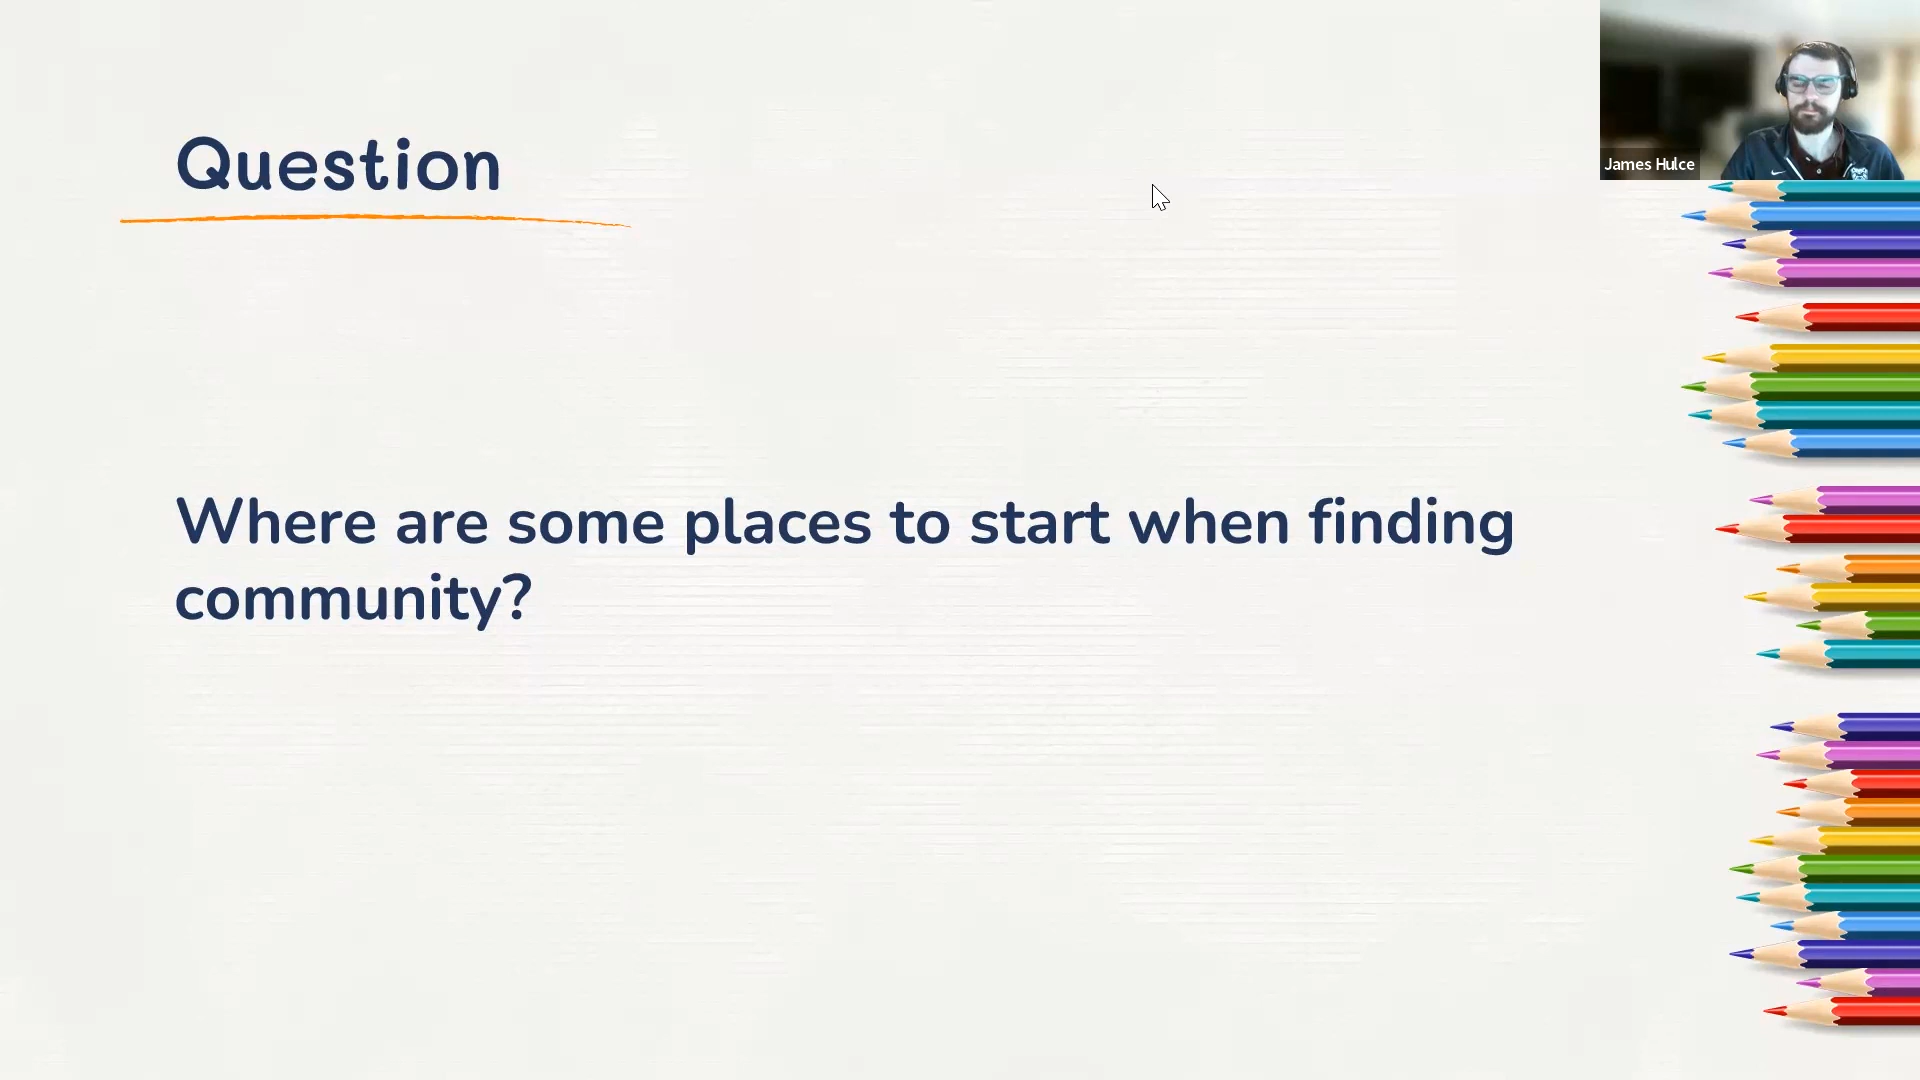 Question
James Hulce
Where are some places to start when finding
community?